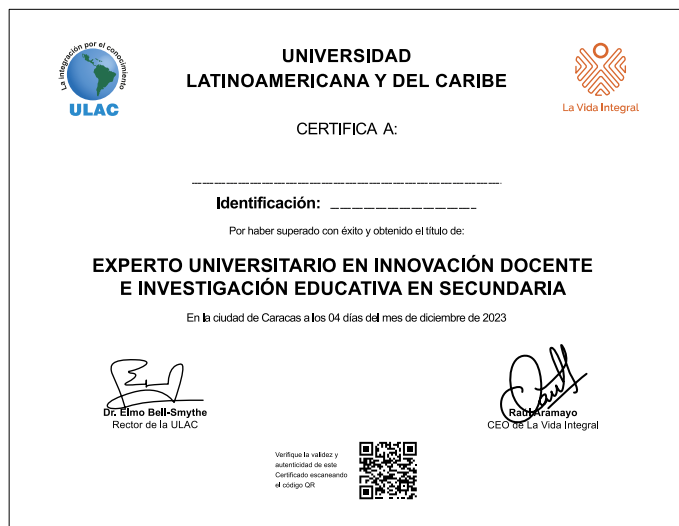 La integración por el conocimiento
ULAC
UNIVERSIDAD
LATINOAMERICANA Y DEL CARIBE
La Vida Integral
CERTIFICA A:
Identificación:
Por haber superado con éxito y obtenido el título de:
EXPERTO UNIVERSITARIO EN INNOVACIÓN DOCENTE
E INVESTIGACIÓN EDUCATIVA EN SECUNDARIA
En la ciudad de Caracas a los 04 días del mes de diciembre de 2023
Dr. Elmo Bell-Smythe
Rector de la ULAC
Raúl Aramayo
CEO de La Vida Integral
Verifique la validez y
autenticidad de este
Certificado escaneando
el código QR